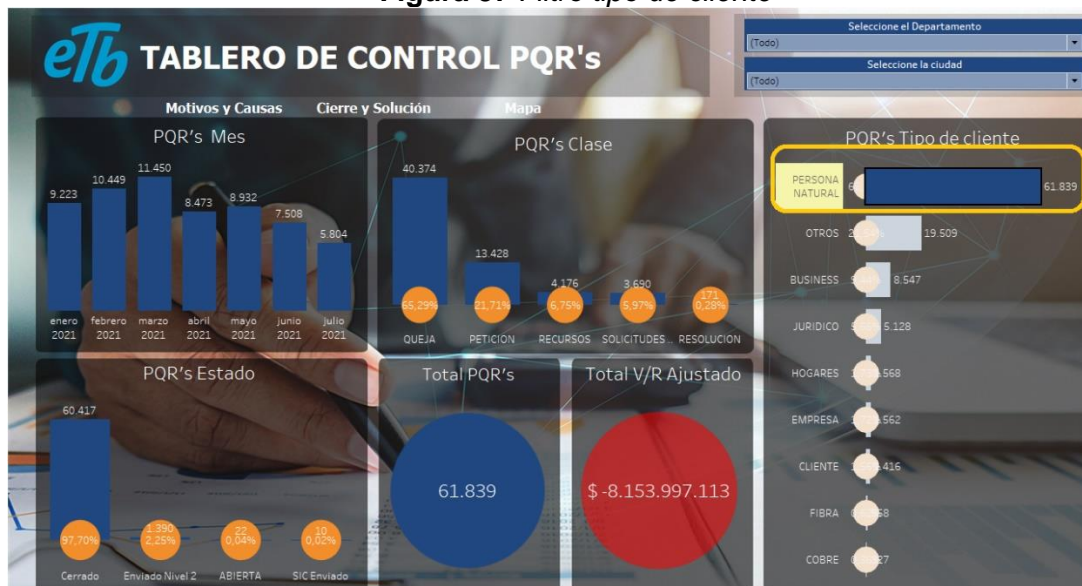 Figura 3. Filtro tipo de cliente
etb
TABLERO DE CONTROL PQR's
Seleccione el Departamento
(Todo)
Seleccione la ciudad
(Todo)
Motivos y Causas
Cierre y Solución
Mapa
PQR's Mes
11.450
10.449
9.223
8.932
8.473
7.508
5.804
enero febrero marzo abril mayo junio julio
2021 2021 2021 2021 2021 2021 2021
PQR's Clase
40.374
13.428
4.176
3.690
171
65,29% 21,71% 6,75% 5,97% 0,28%
QUEJA PETICION RECURSOS SOLICITUDES .. RESOLUCION
PQR's Tipo de cliente
PERSONA
NATURAL
61.839
OTROS 19.509
BUSINESS 8.547
JURIDICO 5.128
HOGARES
EMPRESA
CLIENTE
FIBRA
COBRE
PQR's Estado
60.417
1.390 22 10
97,70% 2,25% 0,04% 0,02%
Cerrado Enviado Nivel 2 ABIERTA SIC Enviado
Total PQR's
61.839
Total V/R Ajustado
$ -8.153.997.113